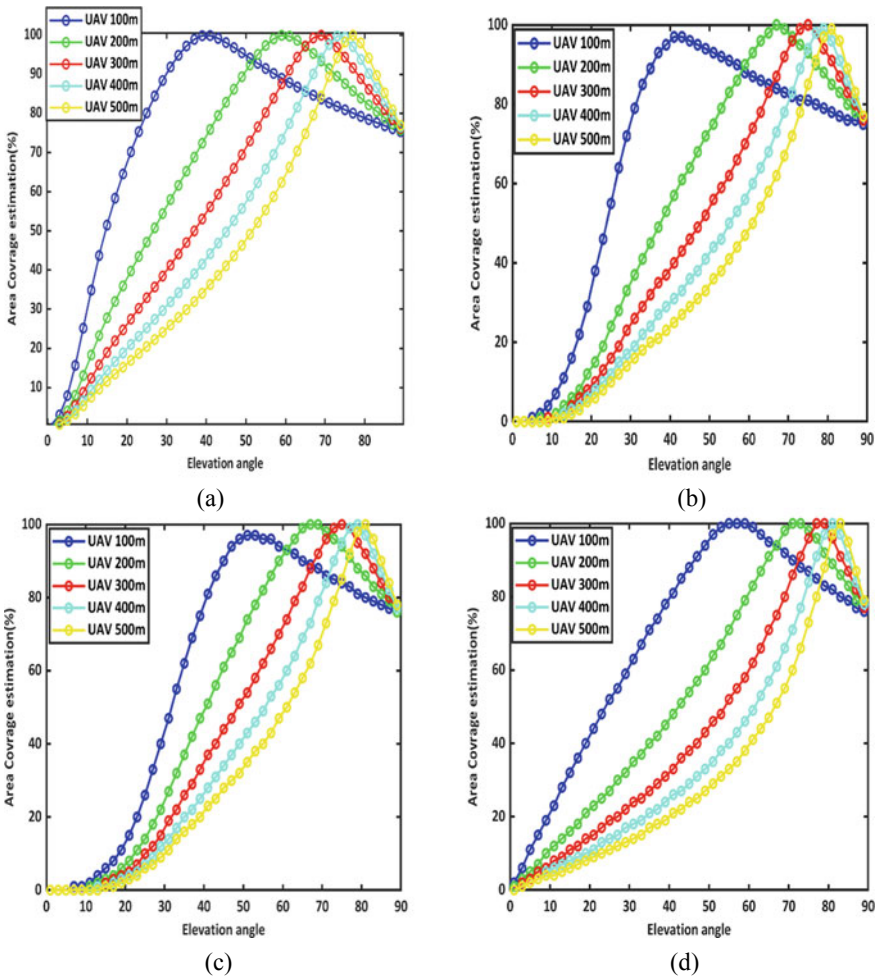 UAV 100m
UAV 200m
UAV 300m
UAV 400m
UAV 500m
100
90
80
70
60
50
40
30
20
10
Area Covrage estimation(%)
0 10 20 30 40 50 60 70 80
Elevation angle
(a)
UAV 100m
UAV 200m
UAV 300m
UAV 400m
UAV 500m
100
80
60
40
20
0
Area Covrage estimation(%)
0 10 20 30 40 50 60 70 80 90
Elevation angle
(b)
UAV 100m
UAV 200m
UAV 300m
UAV 400m
UAV 500m
100
80
60
40
20
0
Area Covrage estimation(%)
0 10 20 30 40 50 60 70 80 90
Elevation angle
(c)
UAV 100m
UAV 200m
UAV 300m
UAV 400m
UAV 500m
100
80
60
40
20
0
Area Covrage estimation(%)
0 10 20 30 40 50 60 70 80 90
Elevation angle
(d)